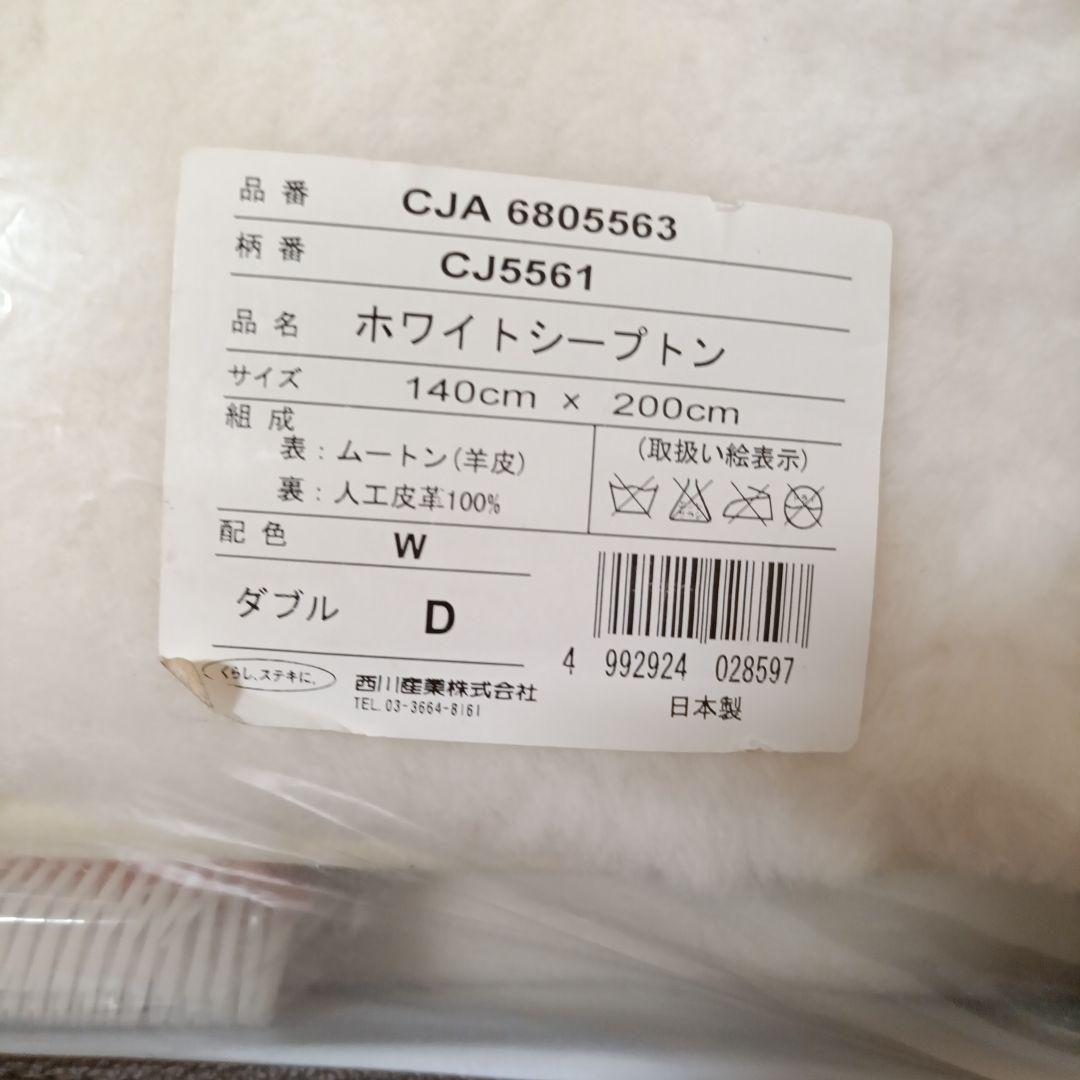 品番 CJA 6805563
柄番 CJ5561
品名 ホワイトシープトン
サイズ 140cm × 200cm
組成
表:ムートン(羊皮)
裏:人工皮革100%
(取扱い絵表示)
配色 W
ダブル D
4 992924 028597
日本製
くらし、ステキに。
西川産業株式会社
TEL.03-3664-8161